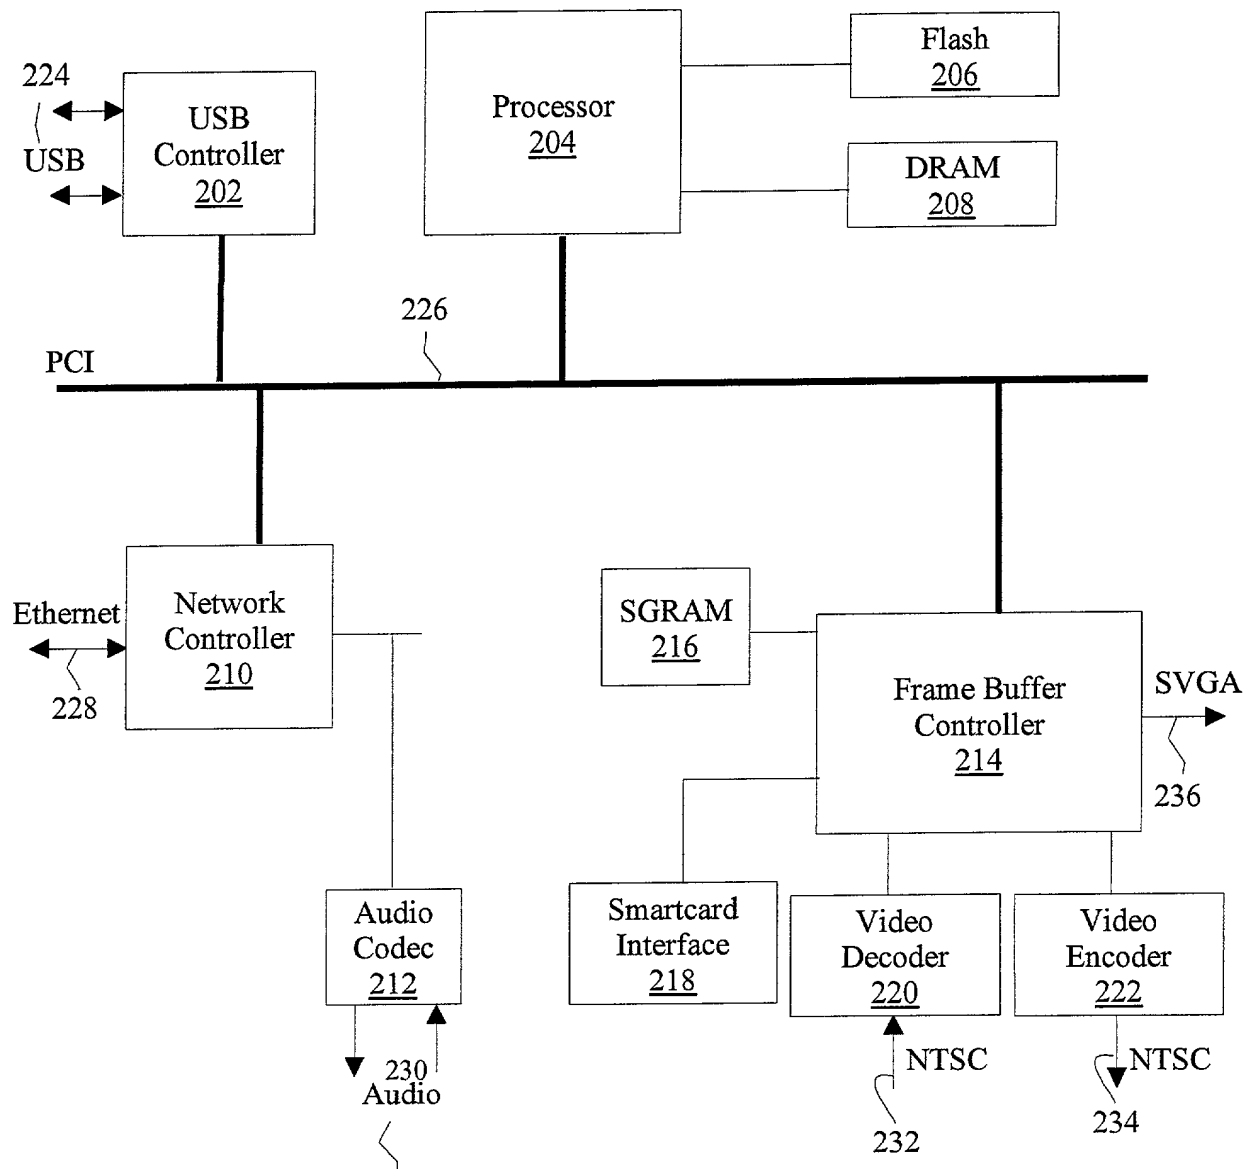 Flash
206
224
USB
Controller
202
USB
Processor
204
DRAM
208
226
PCI
Ethernet
228
Network
Controller
210
SGRAM
216
Frame Buffer
Controller
214
SVGA
236
Audio
Codec
212
Smartcard
Interface
218
Video
Decoder
220
Video
Encoder
222
230
Audio
NTSC
232
NTSC
234